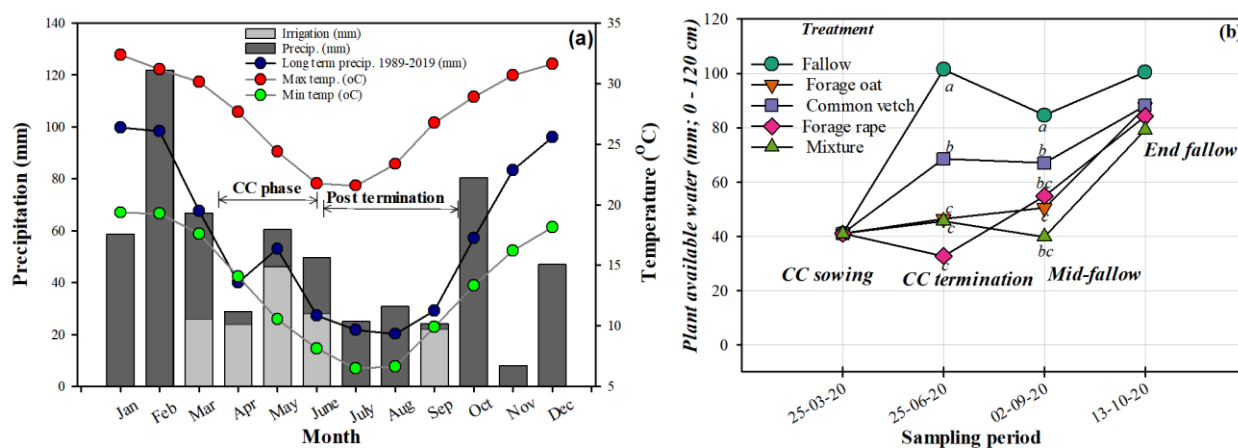 (a)
Irrigation (mm)
Precip. (mm)
Long term precip. 1989-2019 (mm)
Max temp. (oC)
Min temp (oC)
Precipitation (mm)
140
120
100
80
60
40
20
0
Temperature (°C)
35
30
25
20
15
10
5
CC phase
Post termination
Jan
Feb
Mar
Apr
May
June
July
Aug
Sep
Oct
Nov
Dec
Month
(b)
Treatment
Fallow
Forage oat
Common vetch
Forage rape
Mixture
Plant available water (mm; 0 - 120 cm)
120
100
80
60
40
20
0
a
a
b
b
bc
c
c
c
bc
c
End fallow
CC sowing
CC termination
Mid-fallow
25-03-20
25-06-20
02-09-20
13-10-20
Sampling period